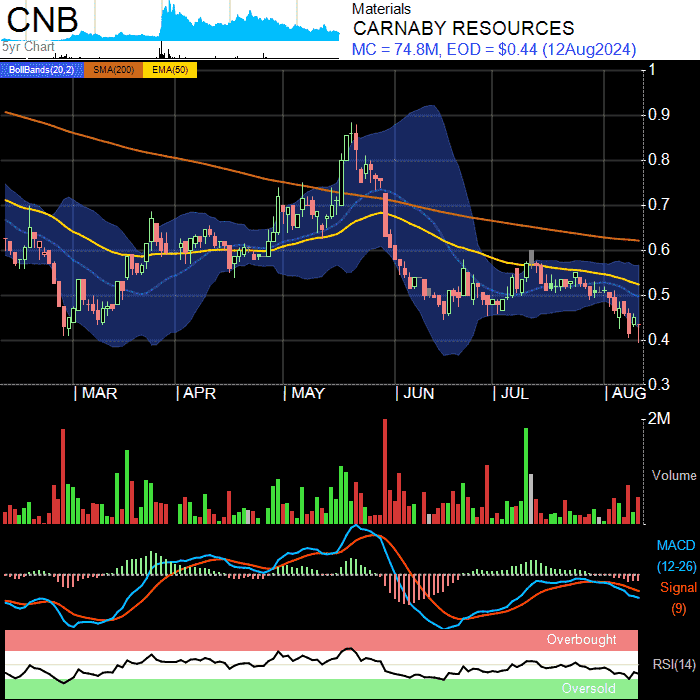 CNB
5yr Chart
Materials
CARNABY RESOURCES
MC = 74.8M, EOD = $0.44 (12Aug2024)
BollBands(20,2) SMA(200) EMA(50)
1
0.9
0.8
0.7
0.6
0.5
0.4
0.3
| MAR | APR | MAY | JUN | JUL | AUG
2M
Volume
MACD
(12-26)
Signal
(9)
Overbought
RSI(14)
Oversold